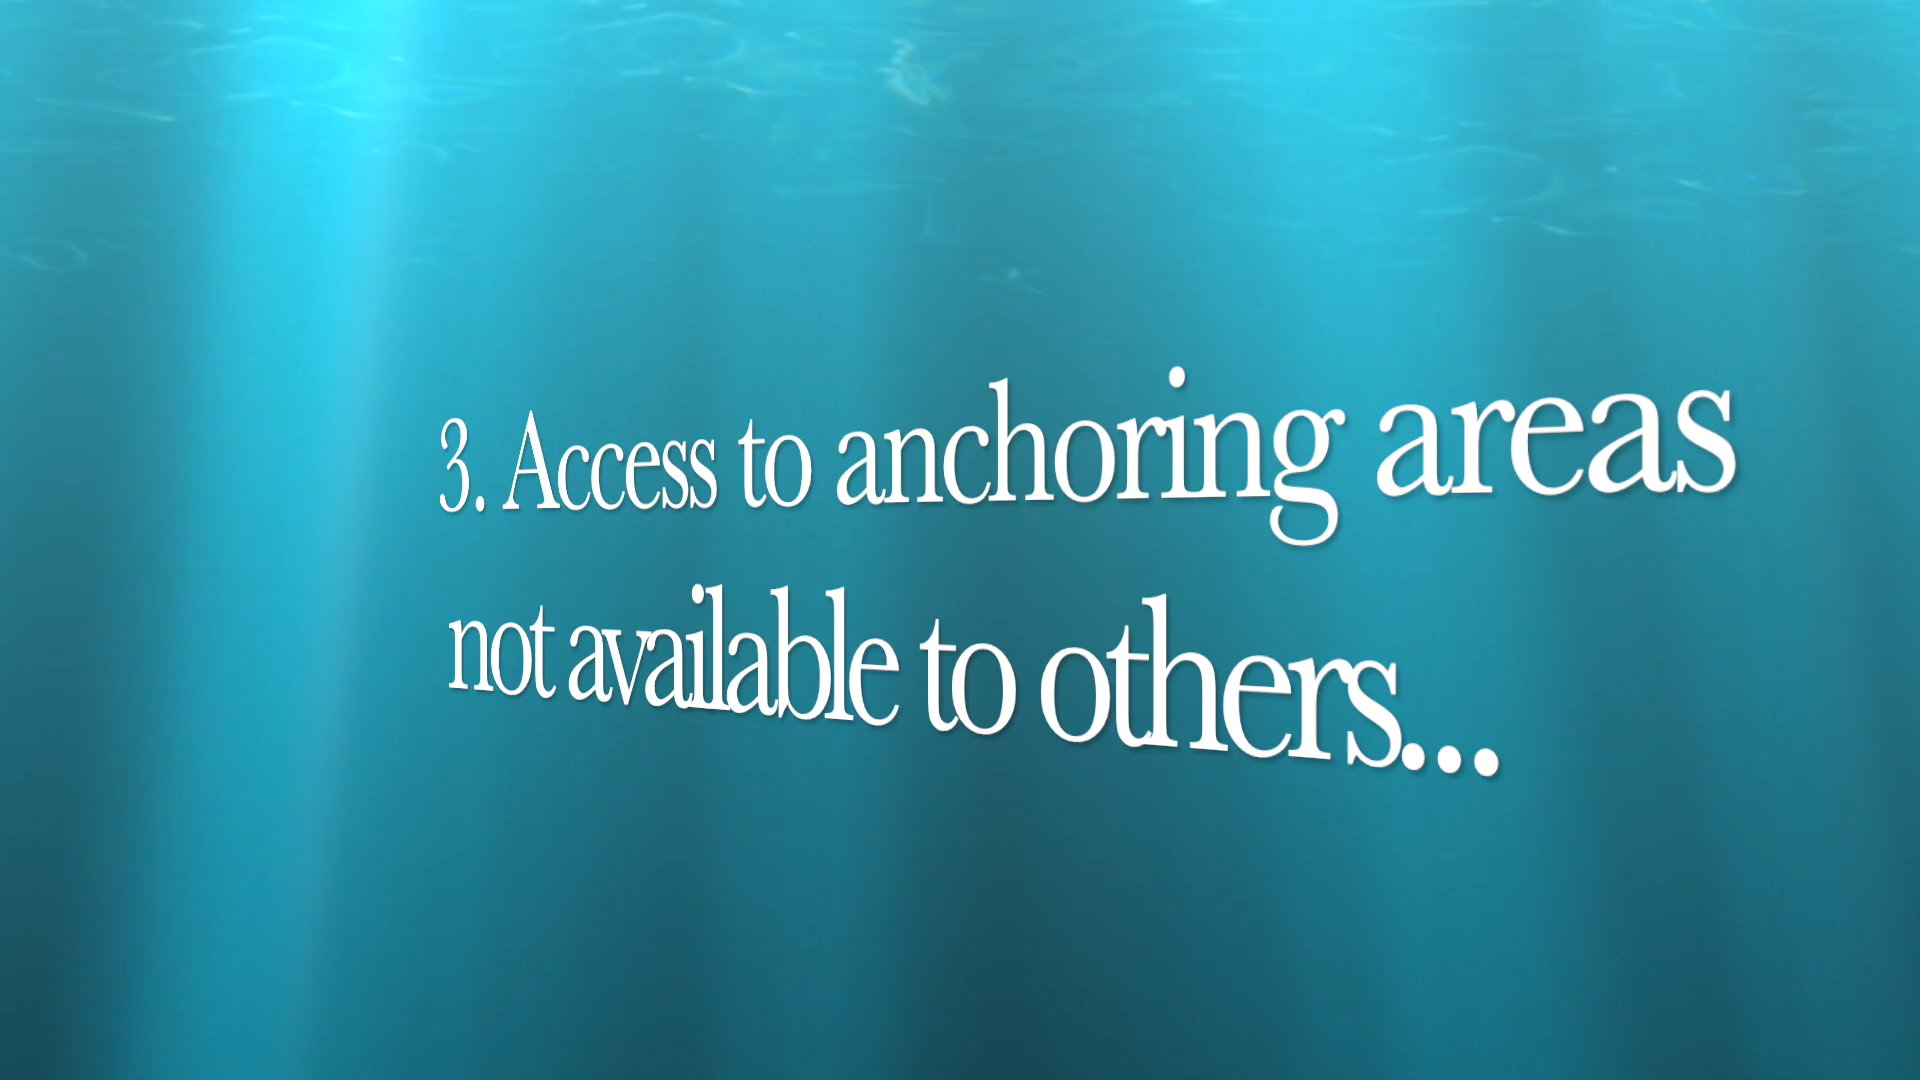 3. Access to anchoring areas
not available to others...